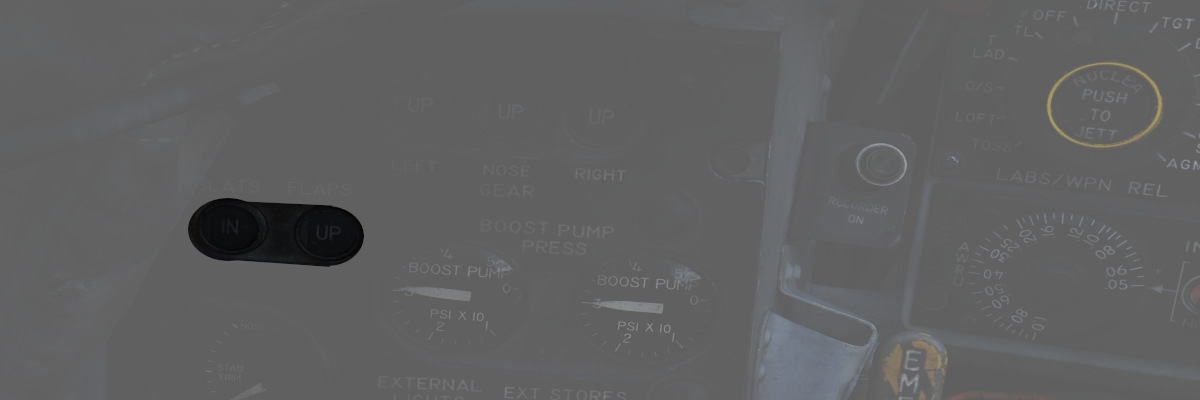 DIRECT
OFF
TGT
TL
LAD
O/S
LOFT
TOSS
AGM
NUCLEA
PUSH
TO
JETT
LABS/WPN REL
UP UP UP
LEFT NOSE GEAR RIGHT
SLATS FLAPS
IN UP
BOOST PUMP
PRESS
BOOST PUMP
PSI X 10
BOOST PUMP
PSI X 10
RECORDER
ON
EXTERNAL
LIGHTS
EXT STORES